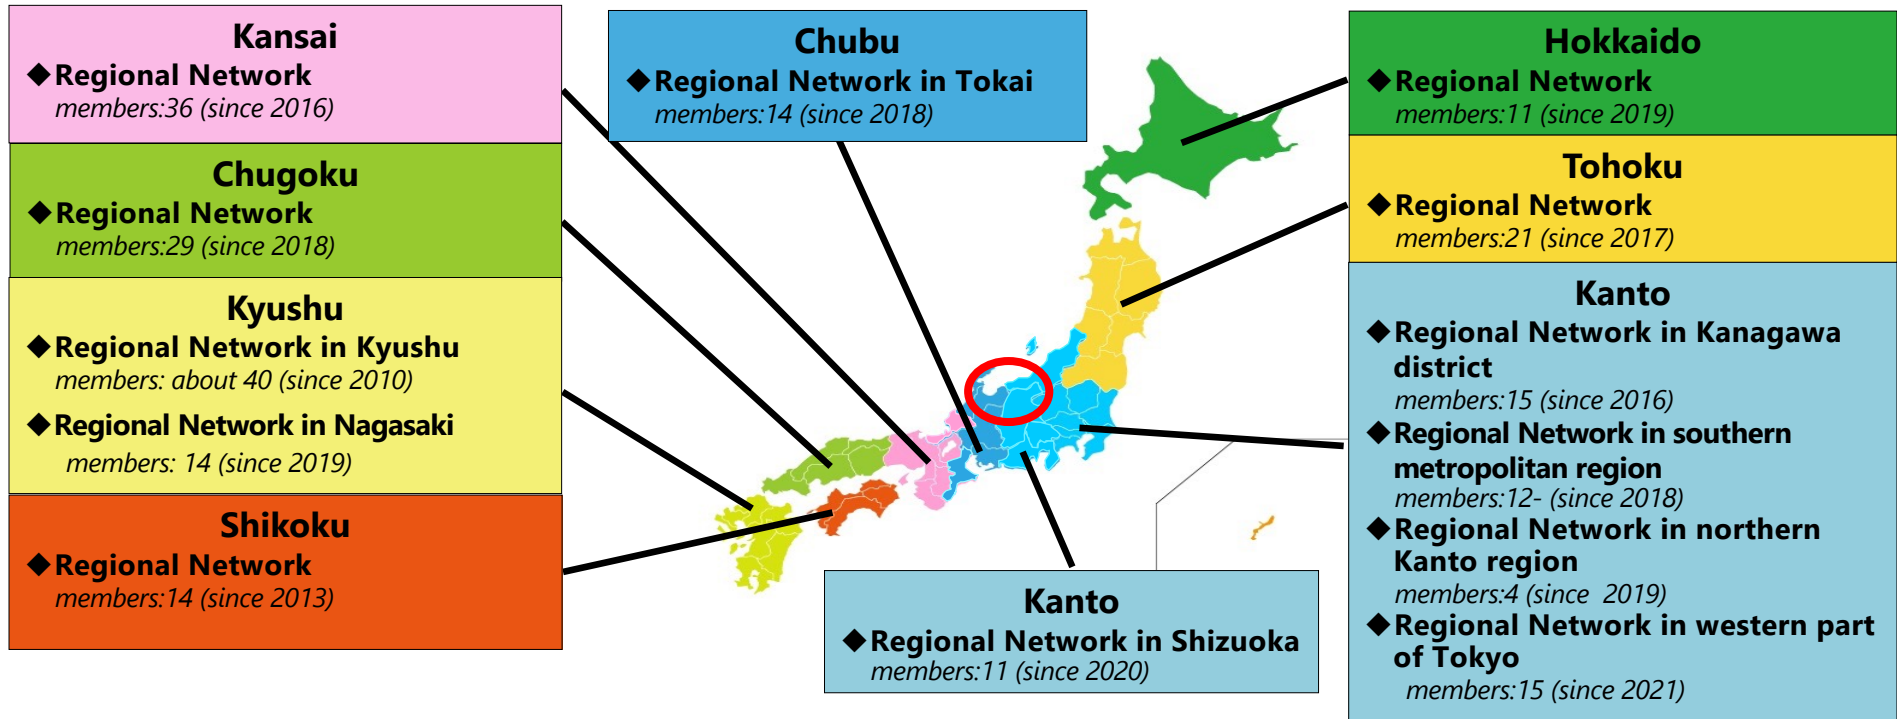 Kansai
◆Regional Network
members:36 (since 2016)
Chugoku
◆Regional Network
members:29 (since 2018)
Kyushu
◆Regional Network in Kyushu
members: about 40 (since 2010)
◆Regional Network in Nagasaki
members: 14 (since 2019)
Shikoku
◆Regional Network
members:14 (since 2013)
Chubu
◆Regional Network in Tokai
members:14 (since 2018)
Kanto
◆Regional Network in Shizuoka
members:11 (since 2020)
Hokkaido
◆Regional Network
members:11 (since 2019)
Tohoku
◆Regional Network
members:21 (since 2017)
Kanto
◆Regional Network in Kanagawa
district
members:15 (since 2016)
◆Regional Network in southern
metropolitan region
members:12- (since 2018)
◆Regional Network in northern
Kanto region
members:4 (since 2019)
◆Regional Network in western part
of Tokyo
members:15 (since 2021)